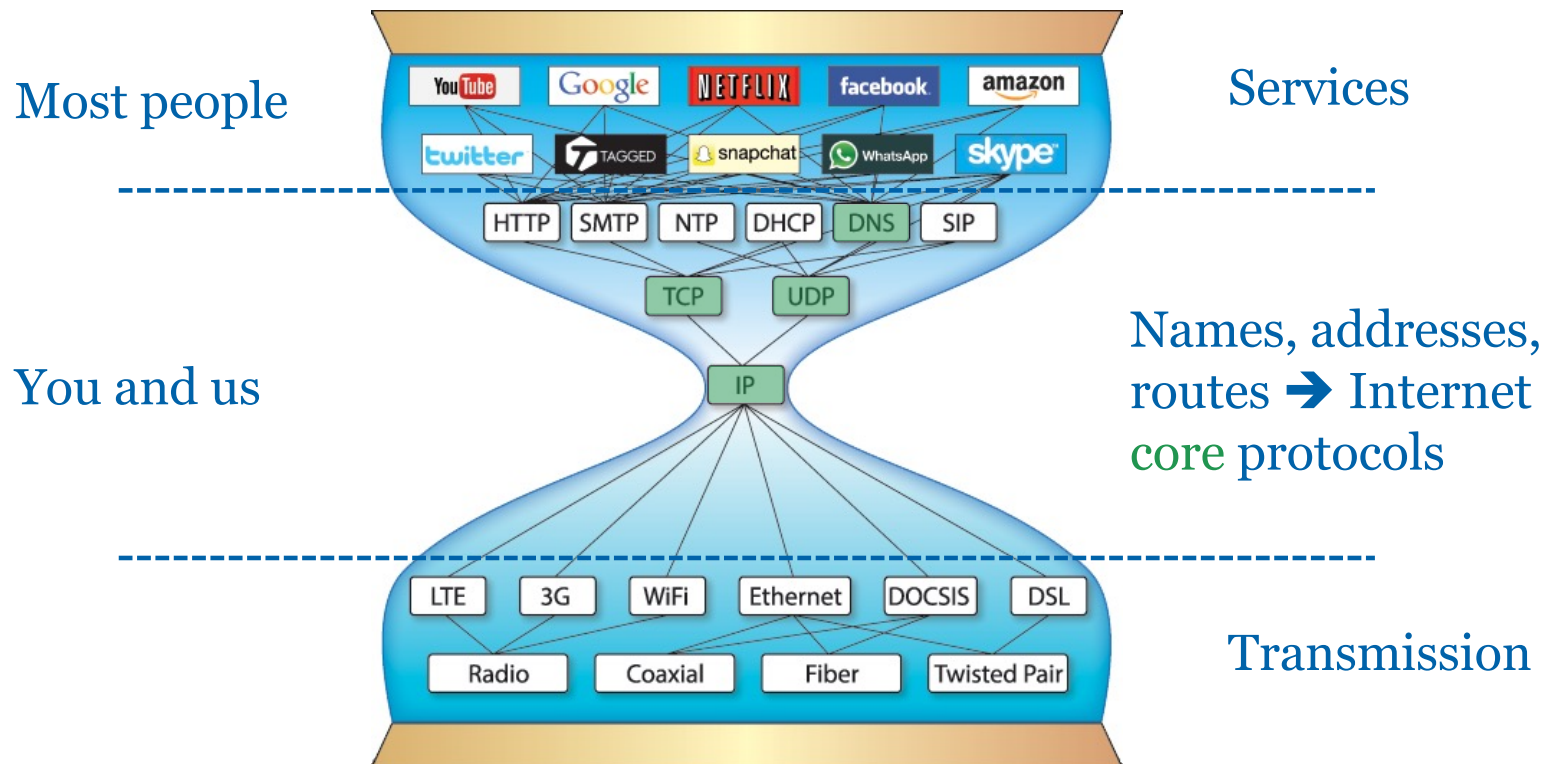 YouTube Google NETFLIX facebook amazon
Most people
Services
twitter TAGGED snapchat WhatsApp skype
HTTP SMTP NTP DHCP DNS SIP
TCP UDP
You and us
IP
Names, addresses,
routes ➔ Internet
core protocols
LTE 3G WiFi Ethernet DOCSIS DSL
Radio Coaxial Fiber Twisted Pair
Transmission